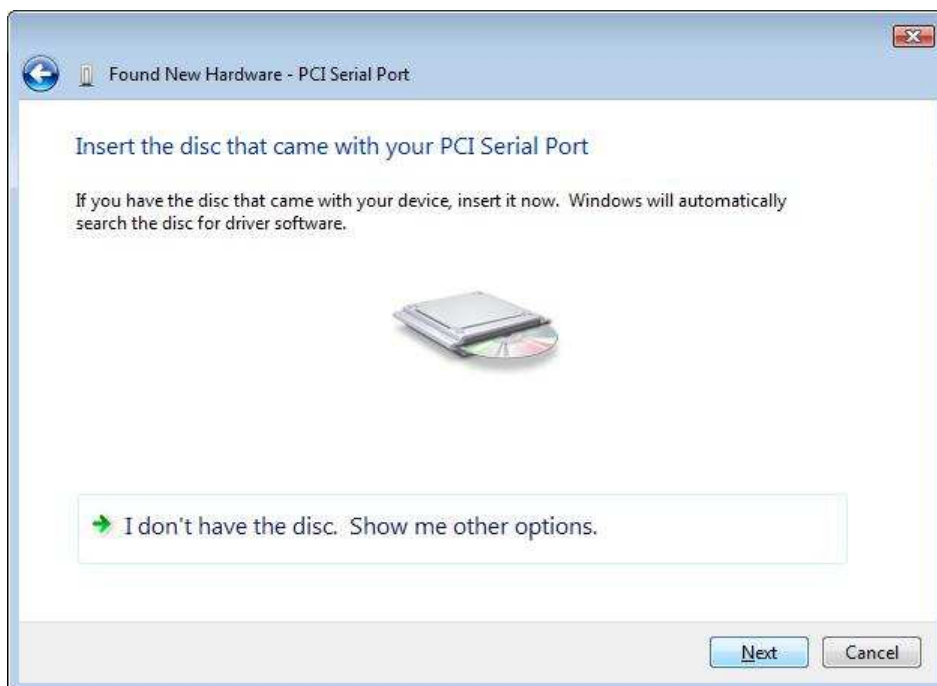 Found New Hardware - PCI Serial Port
Insert the disc that came with your PCI Serial Port
If you have the disc that came with your device, insert it now.  Windows will automatically
search the disc for driver software.
I don't have the disc.  Show me other options.
Next
Cancel